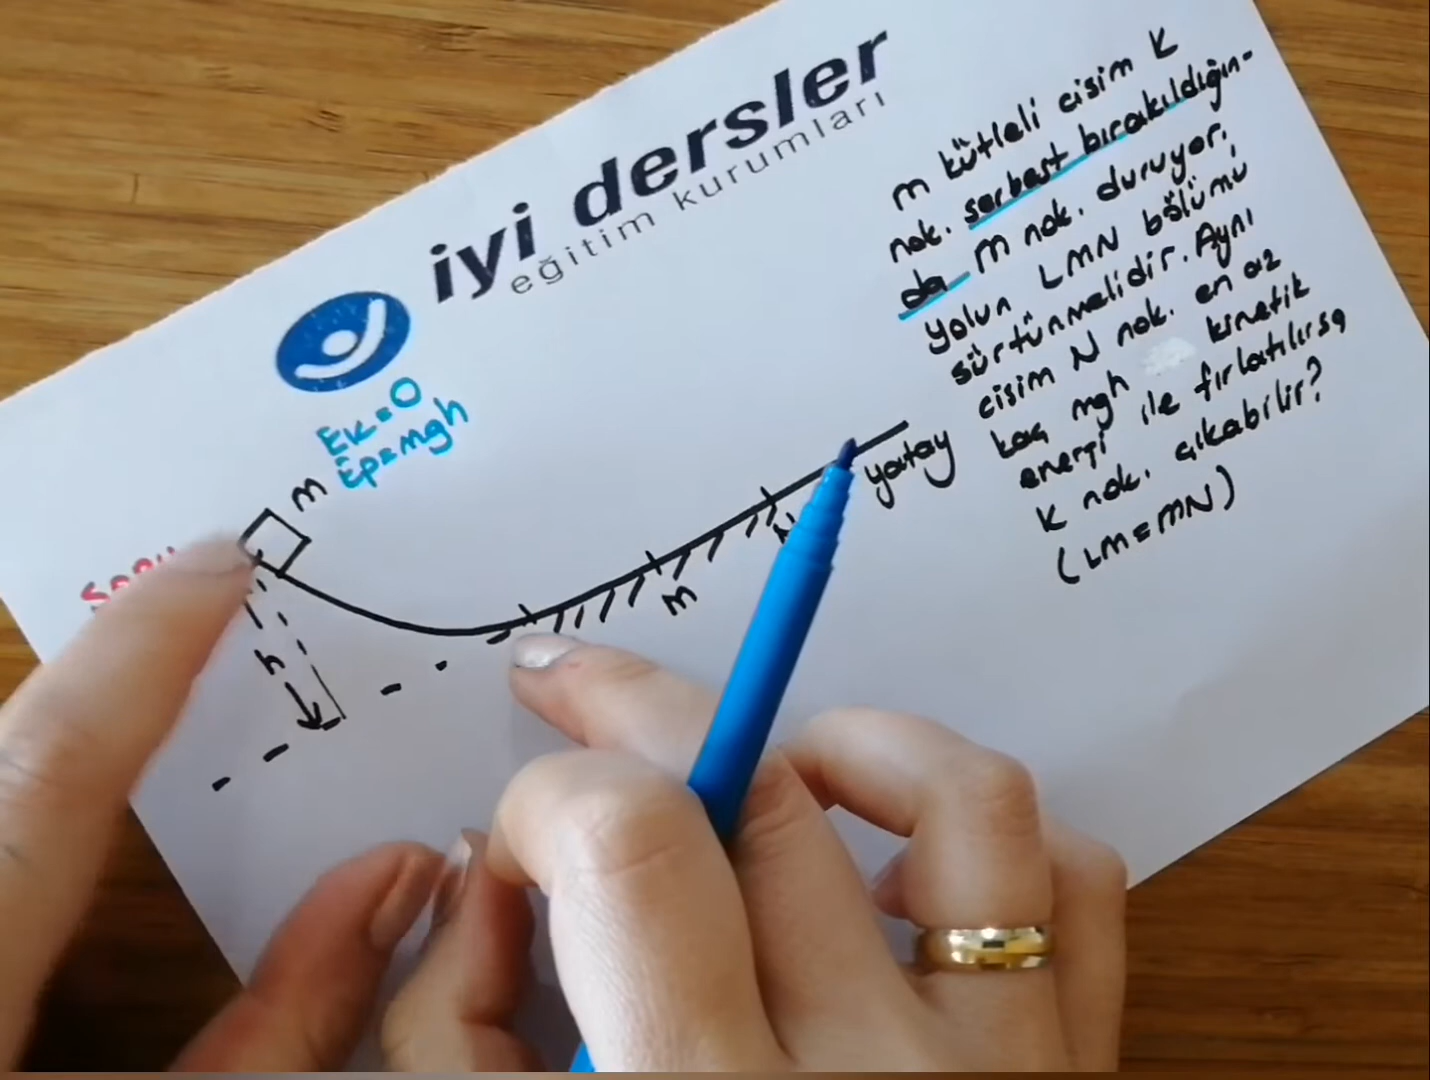 iyi dersler
eğitim kurumları
m kütleli cisim K
nok. serbest bırakıldığın-
da M nok. duruyor.
yolun LMN bölümü
sürtünmelidir. Aynı
cisim N nok. en az
kaç mgh kinetik
enerji ile fırlatılırsa
K nok. çıkabilir?
(LM=MN)
Ek=0
Ep=mgh
m
h
M
N
yatay